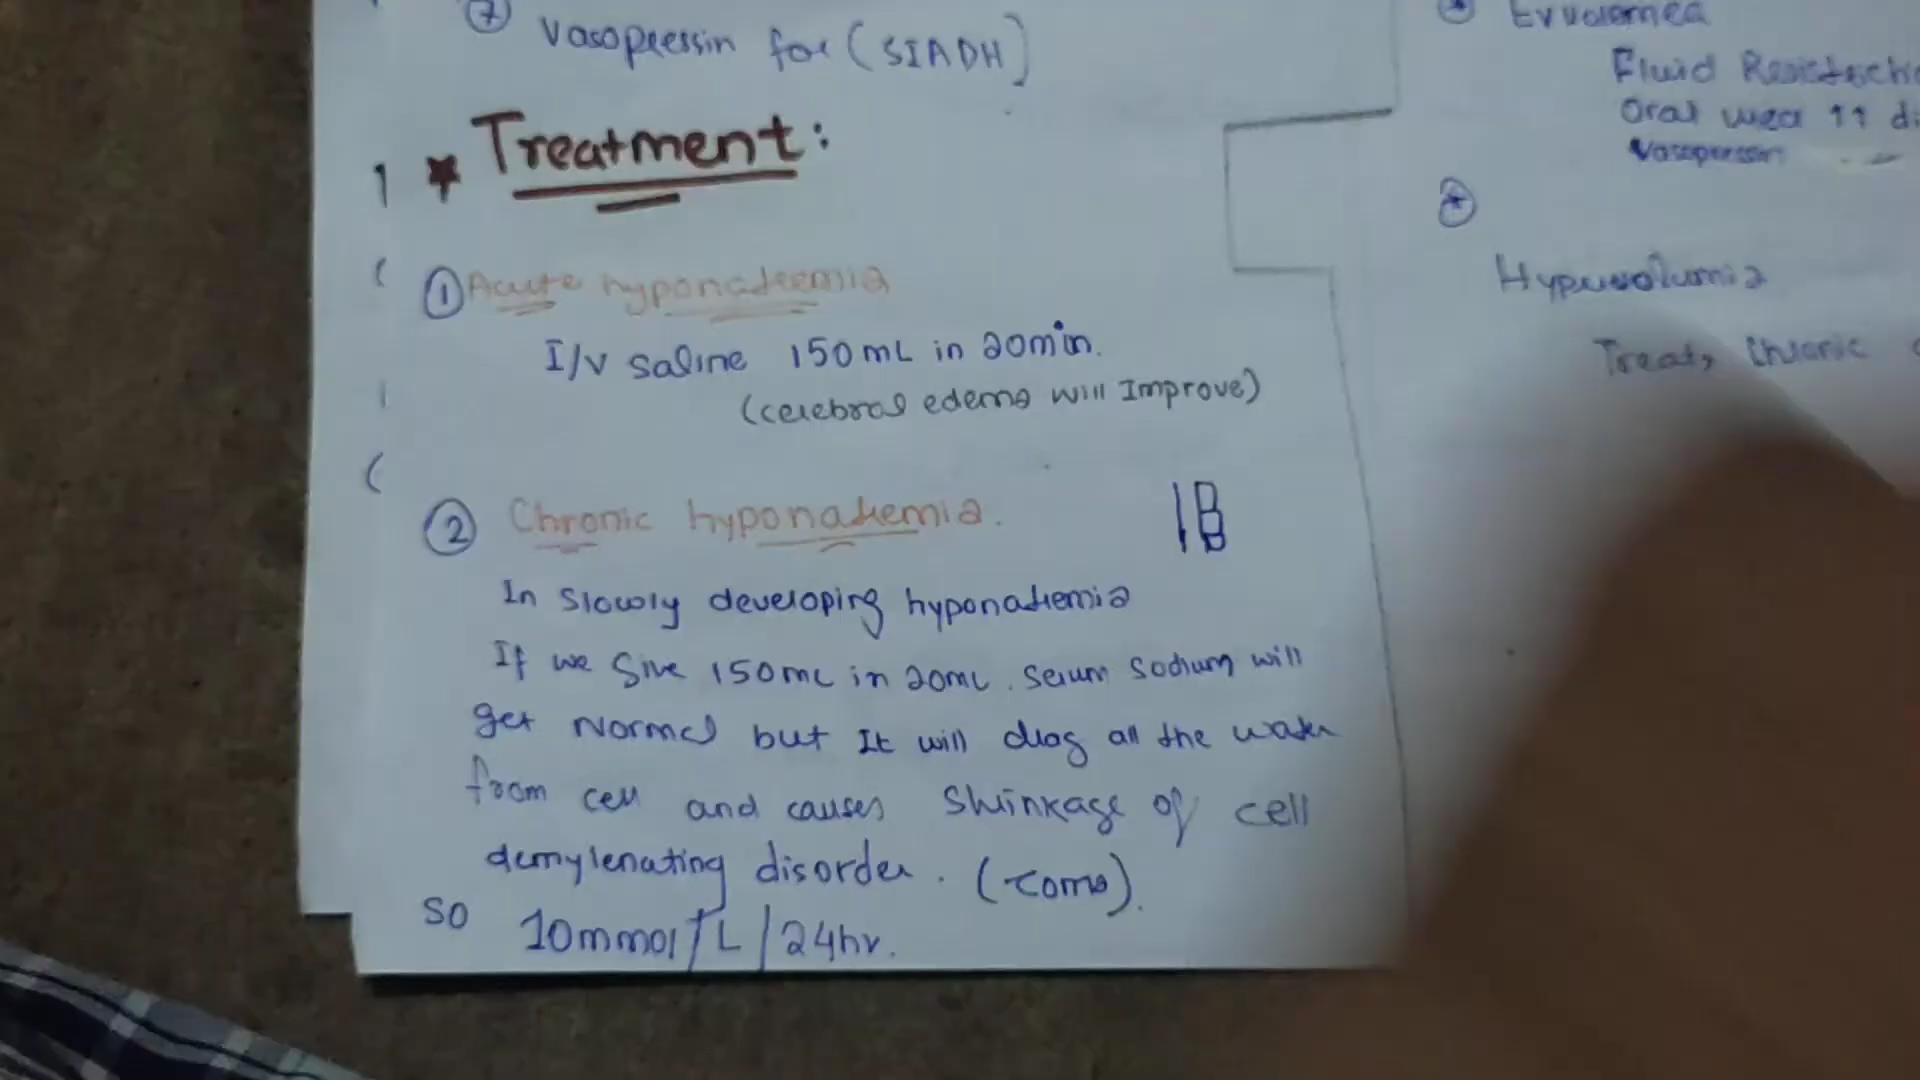 7 Vasopressin for (SIADH]
* Treatment:
① Acute hyponatremia
I/V saline 150mL in 20min.
(cerebral edema will Improve)
② Chronic hyponatremia.
1B
In Slowly developing hyponatremia
If we Give 150mL in 20mL. Serum Sodium will
get Normal but It will drag all the water
from cell and causes Shrinkage of cell
demylenating disorder. (coma).
so 10mmol/L/24hr.
Fluid
Oral urea ↑↑
Vasopressin
Treat, Chronic